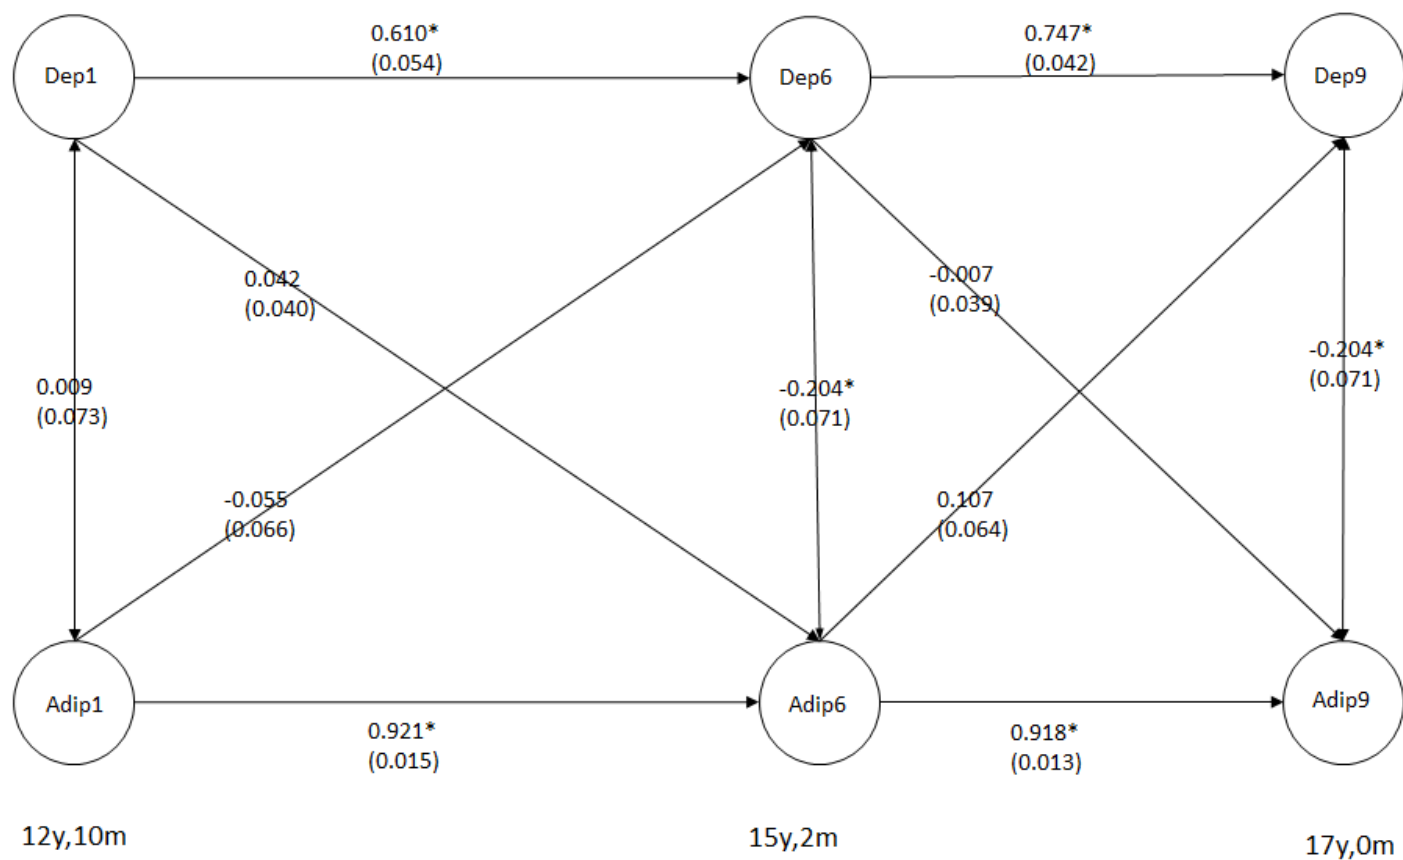 0.610*
(0.054)
0.747*
(0.042)
Dep1
Dep6
Dep9
0.042
(0.040)
-0.007
(0.039)
0.009
(0.073)
-0.204*
(0.071)
-0.204*
(0.071)
-0.055
(0.066)
0.107
(0.064)
Adip1
Adip6
Adip9
0.921*
(0.015)
0.918*
(0.013)
12y,10m
15y,2m
17y,0m